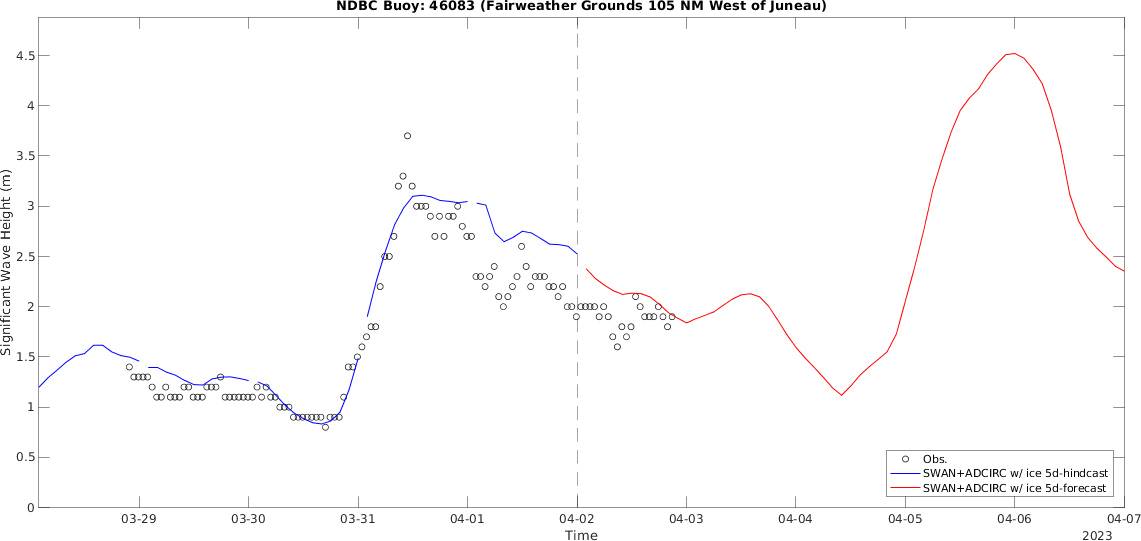 NDBC Buoy: 46083 (Fairweather Grounds 105 NM West of Juneau)
Significant Wave Height (m)
4.5
4
3.5
3
2.5
2
1.5
1
0.5
0
03-29 03-30 03-31 04-01 04-02 04-03 04-04 04-05 04-06 04-07
Time
2023
Obs.
SWAN+ADCIRC w/ ice 5d-hindcast
SWAN+ADCIRC w/ ice 5d-forecast